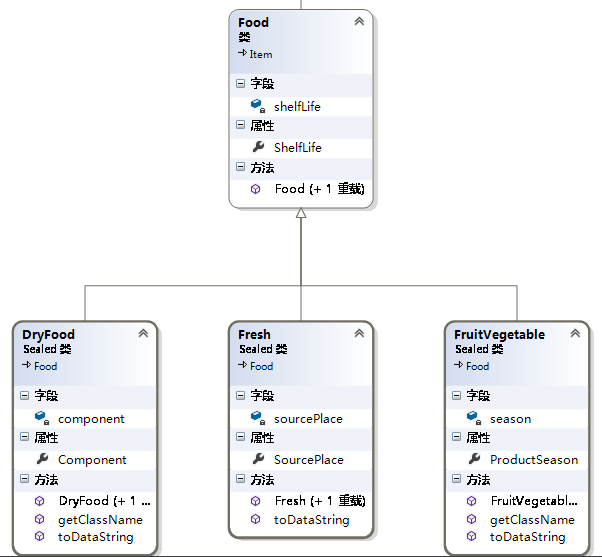 Food
类
Item
字段
shelfLife
属性
ShelfLife
方法
Food (+ 1 重载)
DryFood
Sealed 类
Food
字段
component
属性
Component
方法
DryFood (+ 1 ...
getClassName
toDataString
Fresh
Sealed 类
Food
字段
sourcePlace
属性
SourcePlace
方法
Fresh (+ 1 重载)
toDataString
FruitVegetable
Sealed 类
Food
字段
season
属性
ProductSeason
方法
FruitVegetabl...
getClassName
toDataString